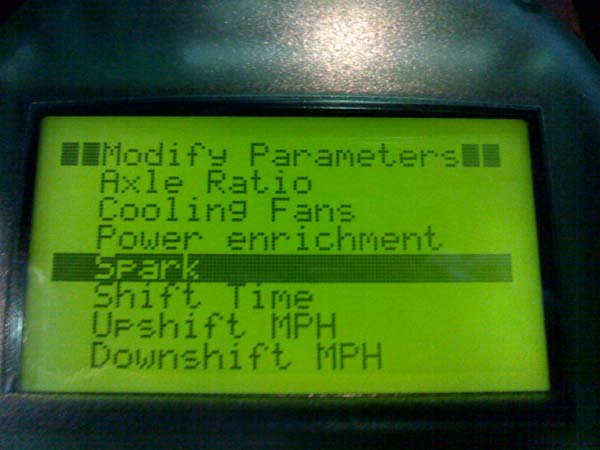 Modify Parameters
Axle Ratio
Cooling Fans
Power enrichment
Spark
Shift Time
Upshift MPH
Downshift MPH